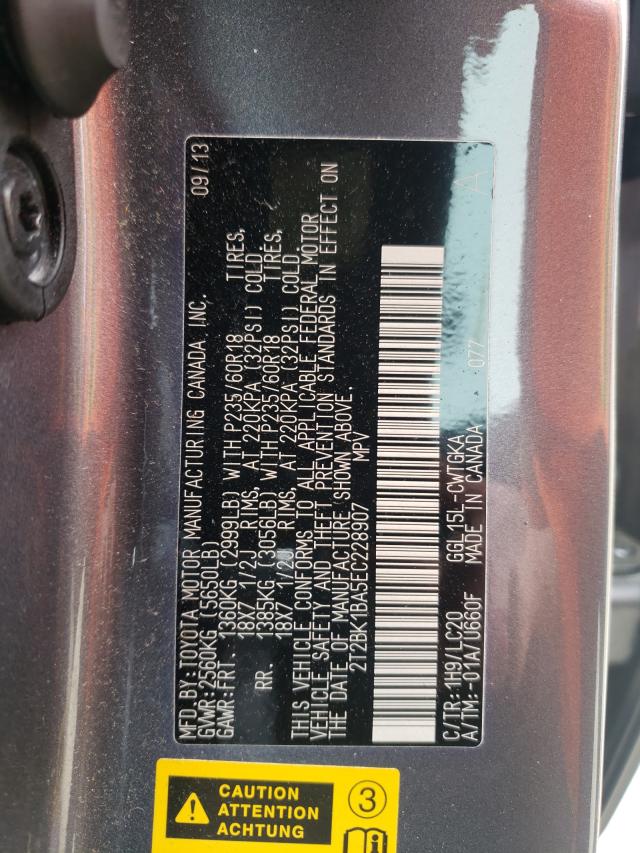 MFD.BY:TOYOTA MOTOR MANUFACTURING CANADA INC. 09/13
GVWR:2560KG (5650LB)
GAWR:FRT. 1360KG (2999LB) WITH P235/60R18 TIRES,
18X7 1/2J RIMS, AT 220KPA (32PSI) COLD
RR. 1385KG (3056LB) WITH P235/60R18 TIRES,
18X7 1/2J RIMS, AT 220KPA (32PSI) COLD.
THIS VEHICLE CONFORMS TO ALL APPLICABLE FEDERAL MOTOR
VEHICLE SAFETY AND THEFT PREVENTION STANDARDS IN EFFECT ON
THE DATE OF MANUFACTURE SHOWN ABOVE.
2T2BK1BA5EC228907 MPV
C/TR:1H9/LC20 GGL15L-CWTGKA
A/TM:-01A/U660F MADE IN CANADA 077 A
CAUTION
ATTENTION
ACHTUNG
3